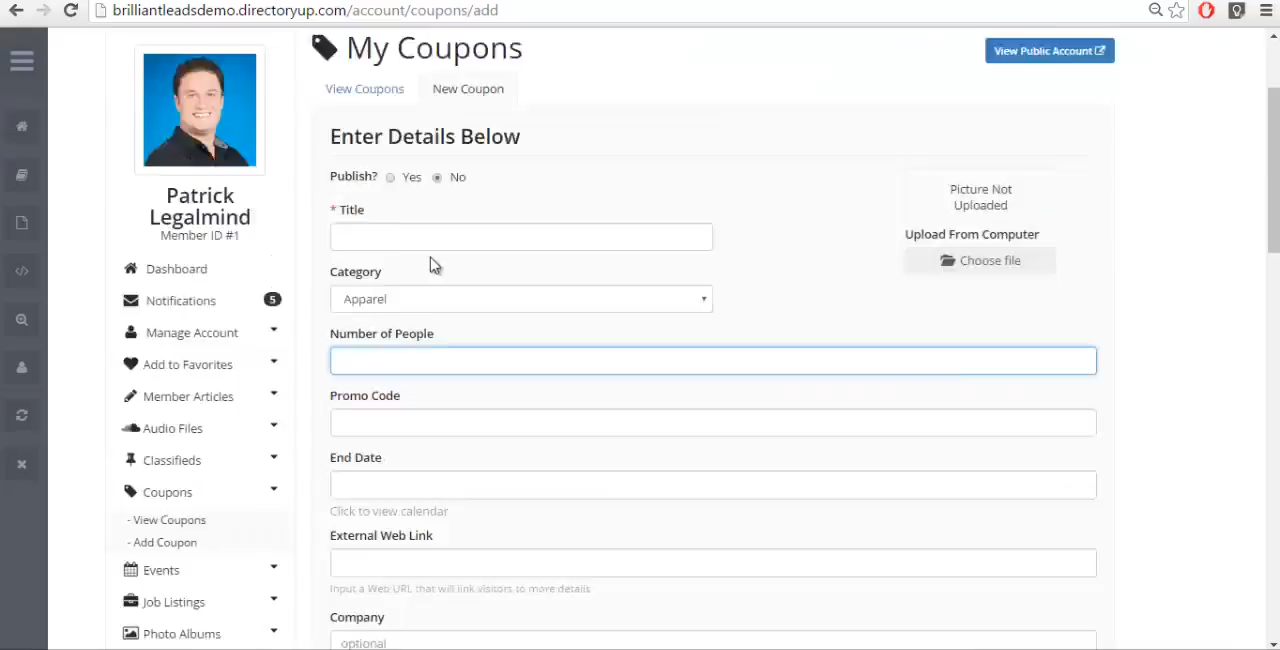 brilliantleadsdemo.directoryup.com/account/coupons/add
My Coupons
View Public Account
View Coupons
New Coupon
Enter Details Below
Publish? Yes No
Picture Not
Uploaded
* Title
Upload From Computer
Choose file
Category
Apparel
Number of People
Promo Code
End Date
Click to view calendar
External Web Link
Input a Web URL that will link visitors to more details
Company
optional
Patrick
Legalmind
Member ID #1
Dashboard
Notifications 5
Manage Account
Add to Favorites
Member Articles
Audio Files
Classifieds
Coupons
- View Coupons
- Add Coupon
Events
Job Listings
Photo Albums